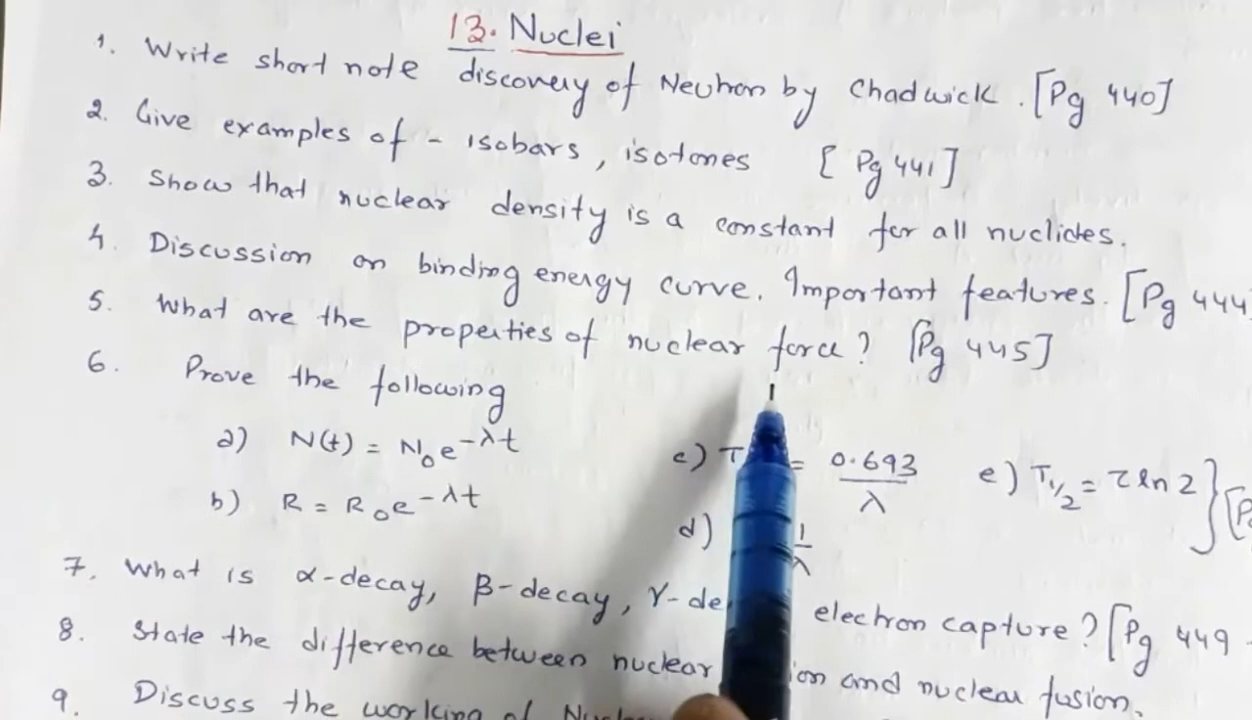 13. Nuclei
1. Write short note discovery of Neutron by Chadwick. [Pg 440]
2. Give examples of - isobars, isotones [Pg 441]
3. Show that nuclear density is a constant for all nuclides.
4. Discussion on binding energy curve. Important features. [Pg 444
5. What are the properties of nuclear force? [Pg 445]
6. Prove the following
a) N(t) = N₀e^-λt c) T = 0.693/λ e) T₁/₂ = τ ln 2 }
b) R = R₀e^-λt d) 1/λ
7. What is α-decay, β-decay, γ-de electron capture? [Pg 449
8. State the difference between nuclear ion and nuclear fusion.
9. Discuss the working of